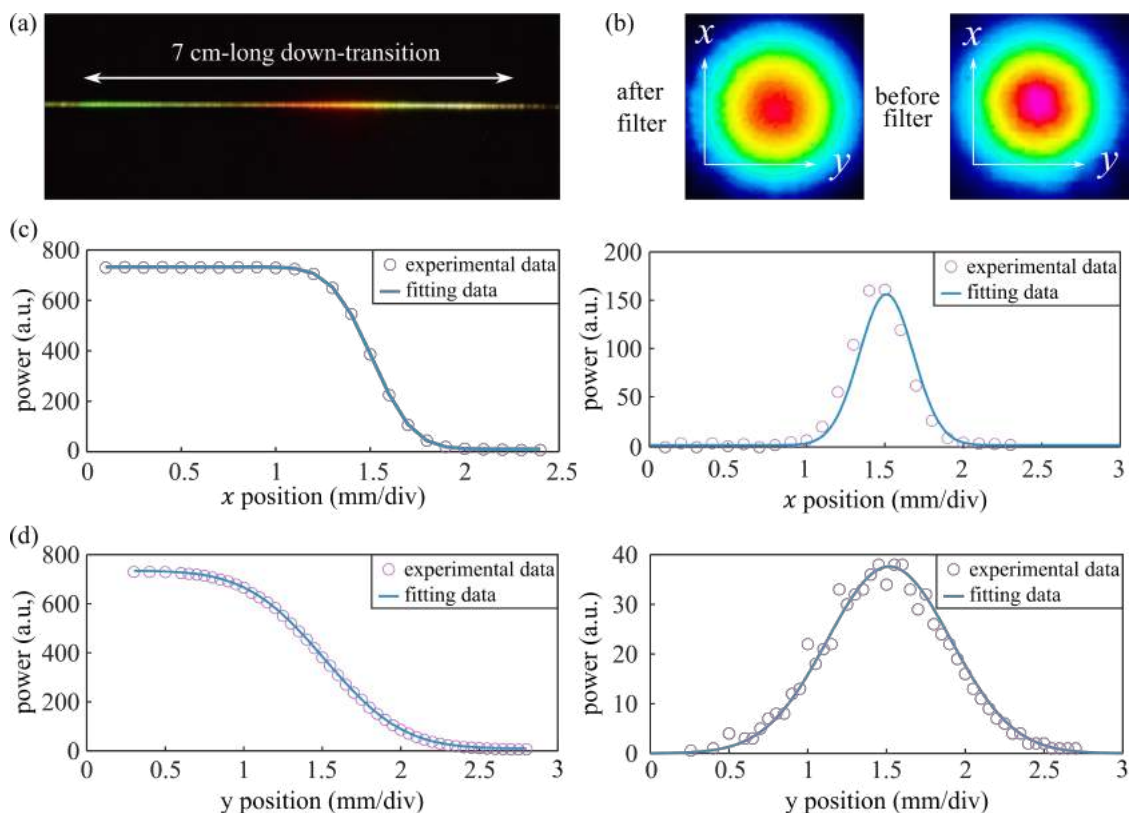 (a)
7 cm-long down-transition
(b)
x
after
filter
y
before
filter
x
y
(c)
800
600
400
200
0
power (a.u.)
experimental data
fitting data
0 0.5 1 1.5 2 2.5
x position (mm/div)
200
150
100
50
0
power (a.u.)
experimental data
fitting data
0 0.5 1 1.5 2 2.5 3
x position (mm/div)
(d)
800
600
400
200
0
power (a.u.)
experimental data
fitting data
0 0.5 1 1.5 2 2.5 3
y position (mm/div)
40
30
20
10
0
power (a.u.)
experimental data
fitting data
0 0.5 1 1.5 2 2.5 3
y position (mm/div)